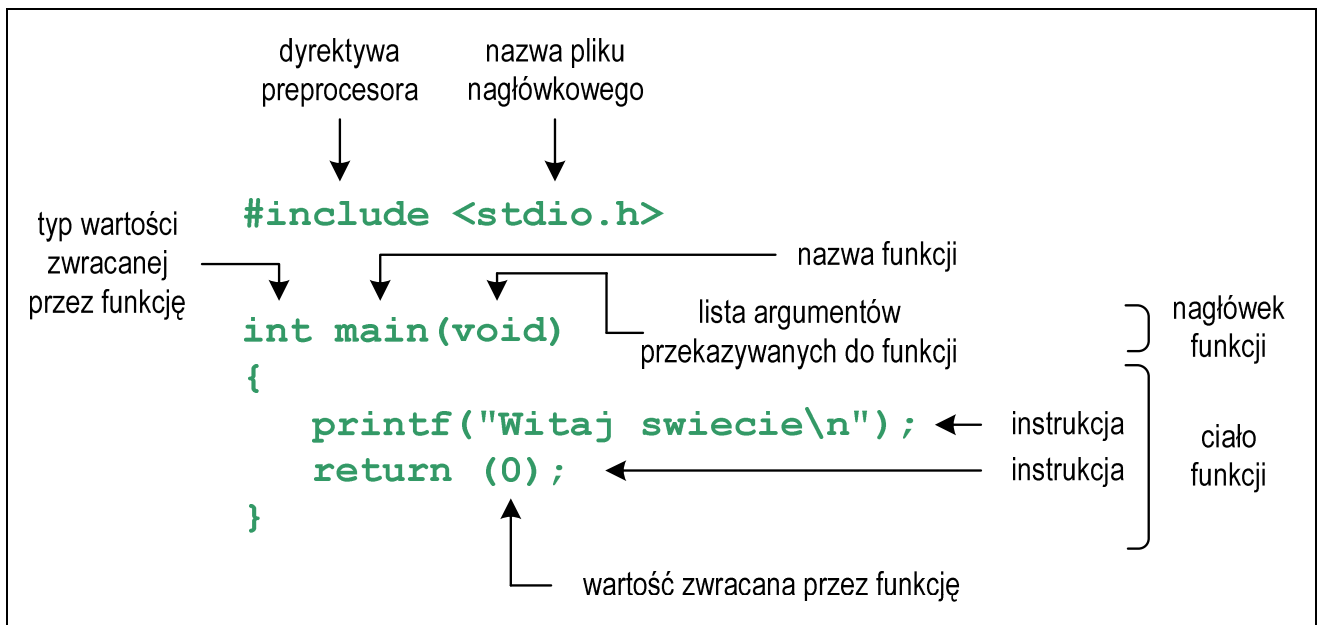 dyrektywa
preprocesora
nazwa pliku
nagłówkowego
#include <stdio.h>
typ wartości
zwracanej
przez funkcję
nazwa funkcji
int main(void)
lista argumentów
przekazywanych do funkcji
nagłówek
funkcji
{
printf("Witaj swiecie\n");
instrukcja
return (0);
instrukcja
ciało
funkcji
}
wartość zwracana przez funkcję